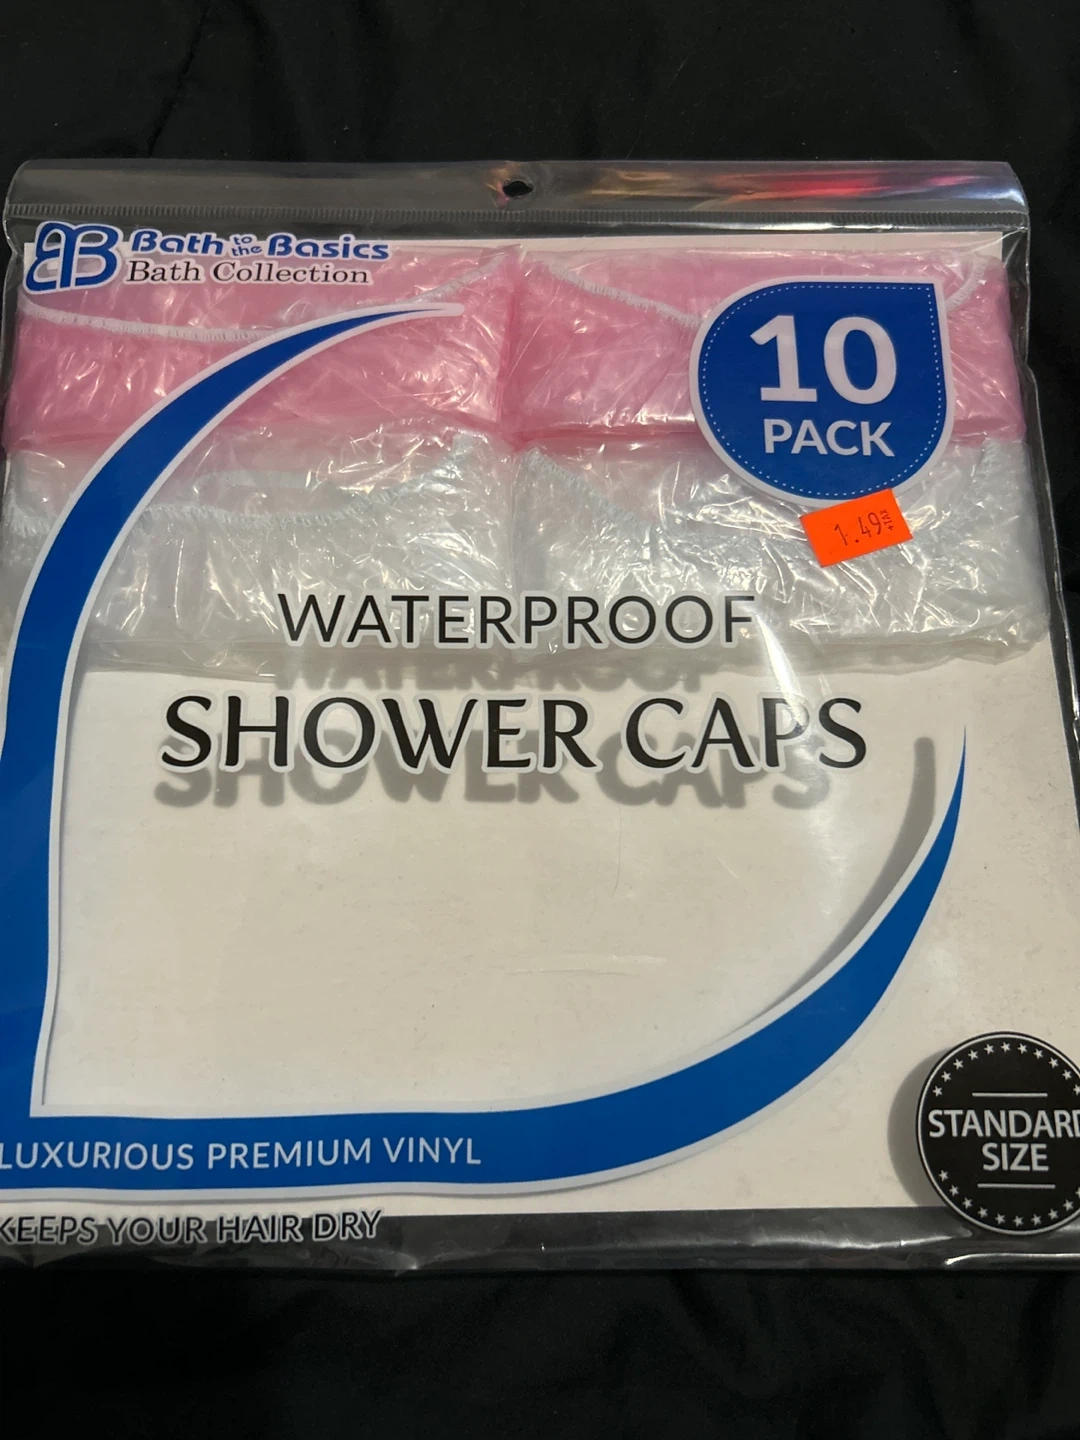 Bath to the Basics
Bath Collection
10
PACK
1.49 +TAX
WATERPROOF
SHOWER CAPS
LUXURIOUS PREMIUM VINYL
KEEPS YOUR HAIR DRY
STANDARD
SIZE